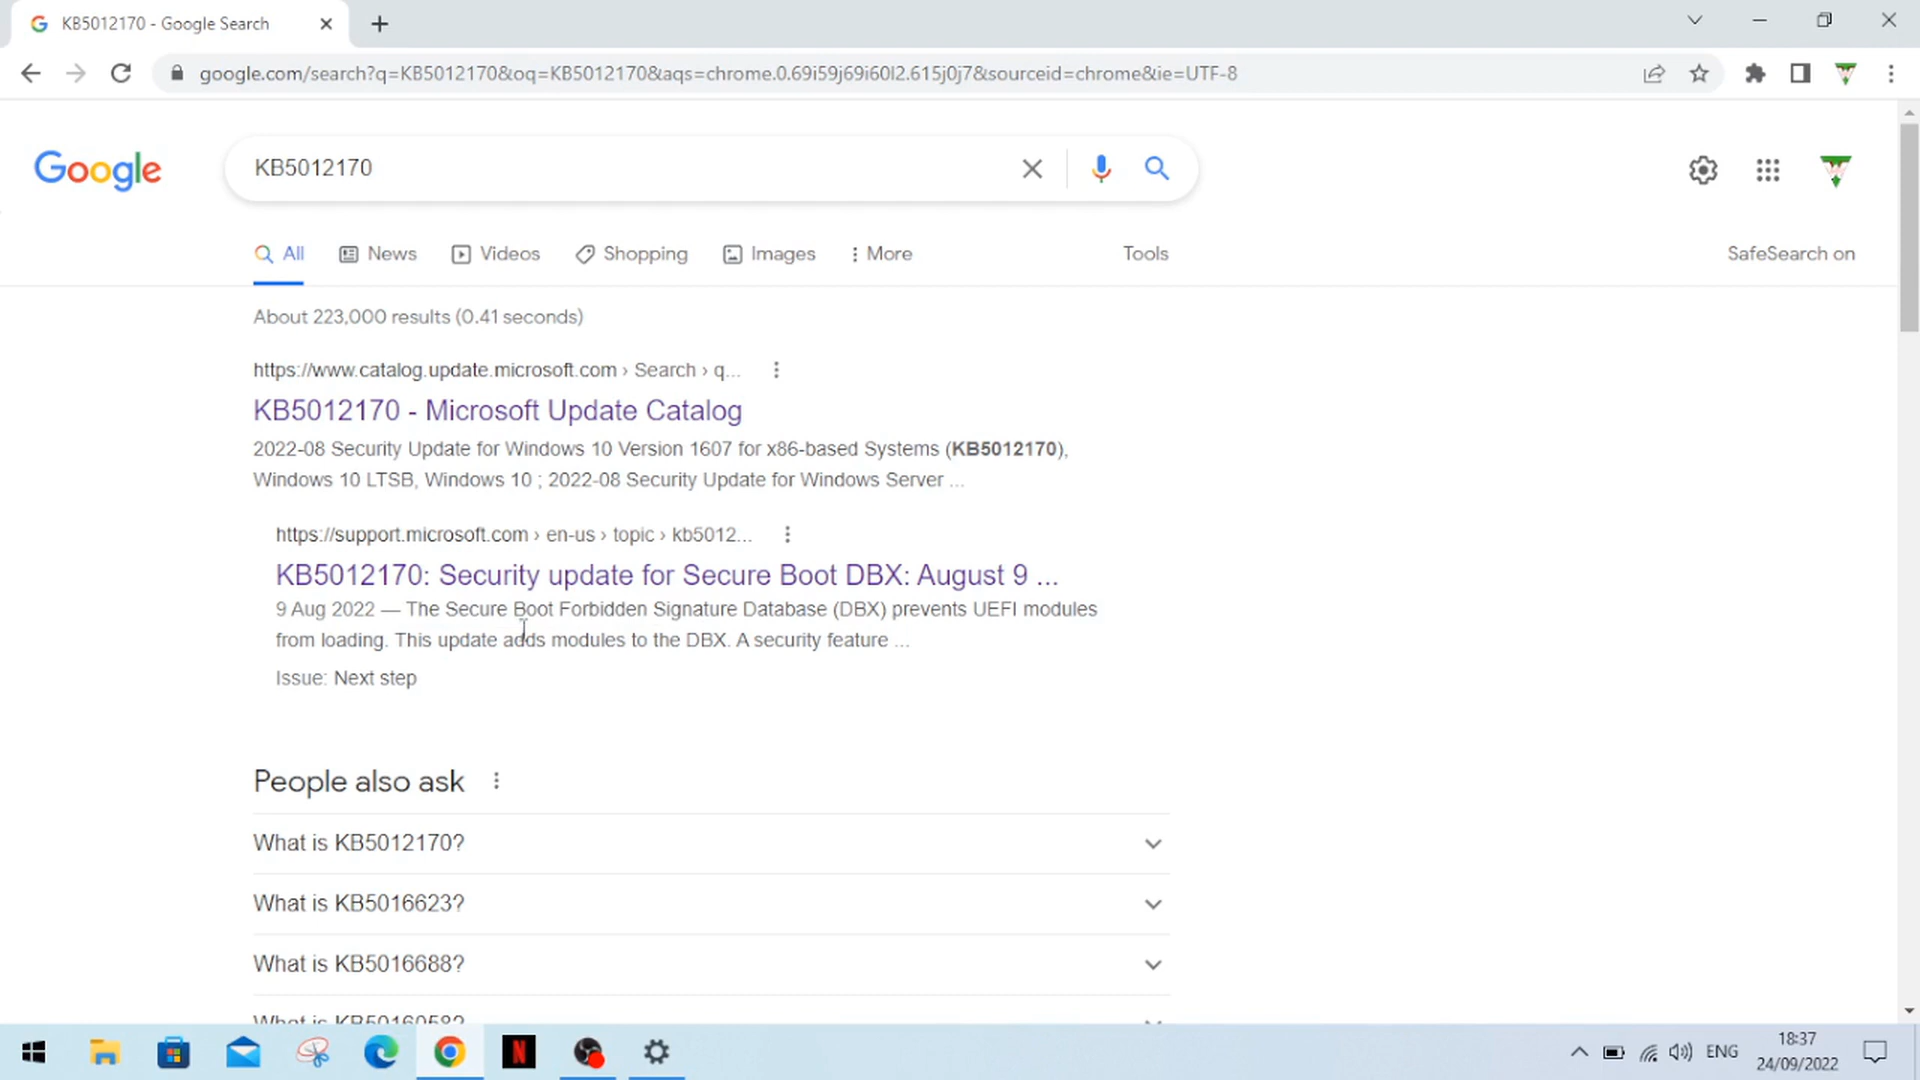 KB5012170 - Google Search
google.com/search?q=KB5012170&oq=KB5012170&aqs=chrome.0.69i59j69i60l2.615j0j7&sourceid=chrome&ie=UTF-8
Google
KB5012170
All
News
Videos
Shopping
Images
More
Tools
SafeSearch on
About 223,000 results (0.41 seconds)
https://www.catalog.update.microsoft.com › Search › q...
KB5012170 - Microsoft Update Catalog
2022-08 Security Update for Windows 10 Version 1607 for x86-based Systems (KB5012170),
Windows 10 LTSB, Windows 10 ; 2022-08 Security Update for Windows Server ...
https://support.microsoft.com › en-us › topic › kb5012...
KB5012170: Security update for Secure Boot DBX: August 9 ...
9 Aug 2022 — The Secure Boot Forbidden Signature Database (DBX) prevents UEFI modules
from loading. This update adds modules to the DBX. A security feature ...
Issue: Next step
People also ask
What is KB5012170?
What is KB5016623?
What is KB5016688?
What is KB5016058?
N
ENG
18:37
24/09/2022